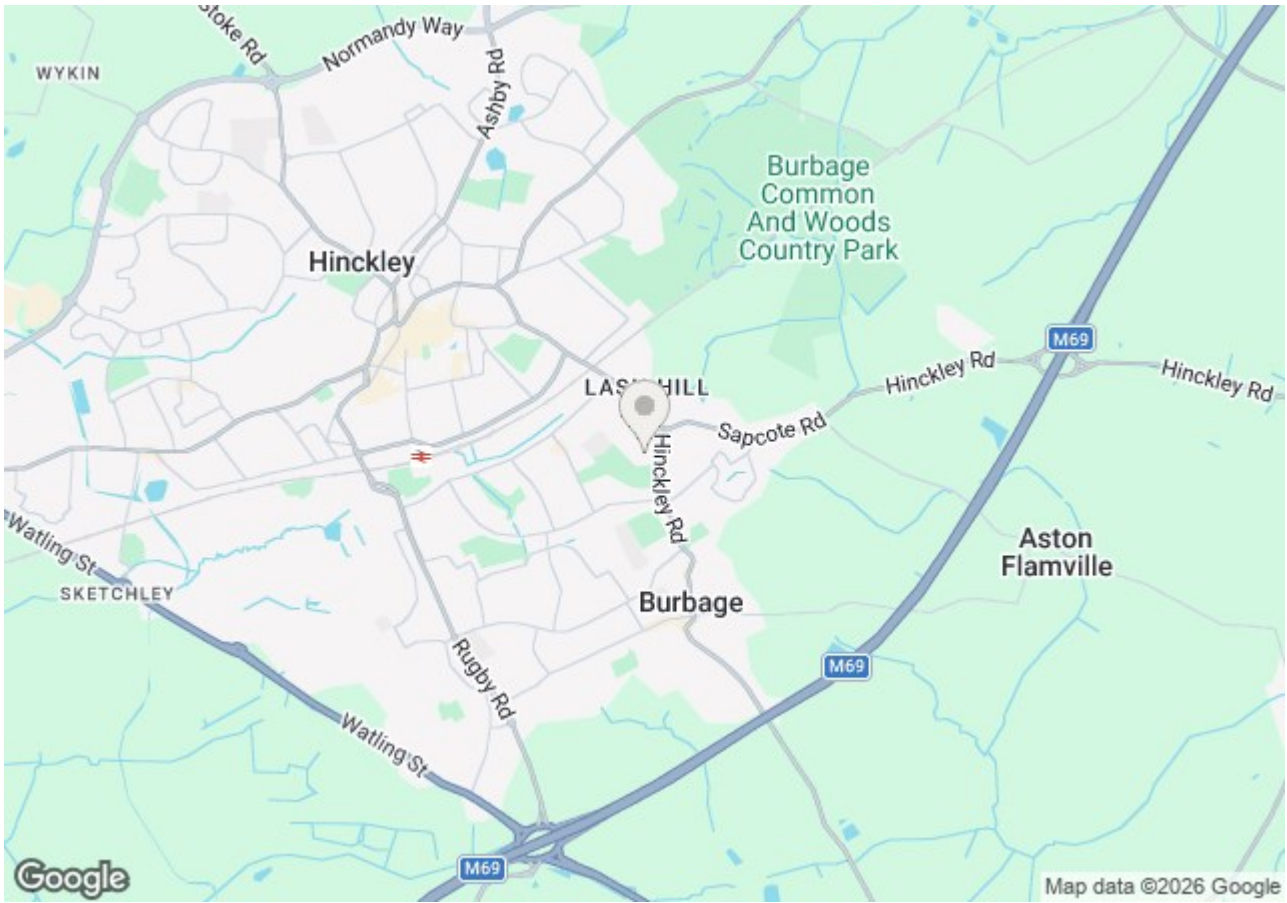 Stoke Rd
Normandy Way
WYKIN
Ashby Rd
Burbage
Common
And Woods
Country Park
Hinckley
M69
Hinckley Rd
Hinckley Rd
HILL
Sapcote Rd
Hinckley Rd
Watling St
Aston
Flamville
SKETCHLEY
Burbage
Rugby Rd
M69
Watling St
M69
Google
Map data ©2026 Google